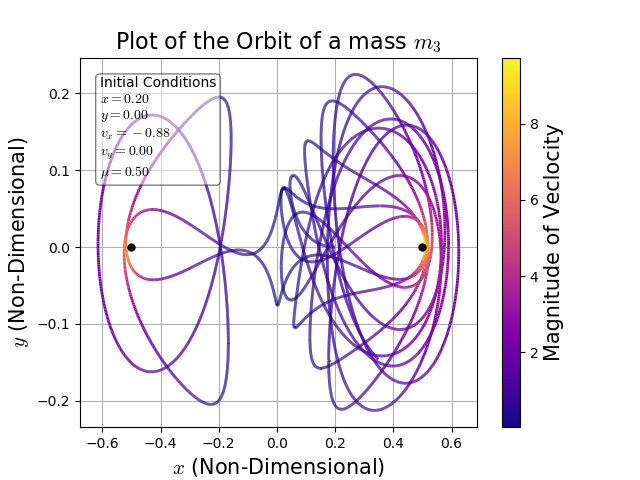 Plot of the Orbit of a mass m₃
Initial Conditions
x = 0.20
y = 0.00
vₓ = −0.88
v_y = 0.00
μ = 0.50
0.2
0.1
0.0
−0.1
−0.2
y (Non-Dimensional)
−0.6
−0.4
−0.2
0.0
0.2
0.4
0.6
x (Non-Dimensional)
8
6
4
2
Magnitude of Veclocity